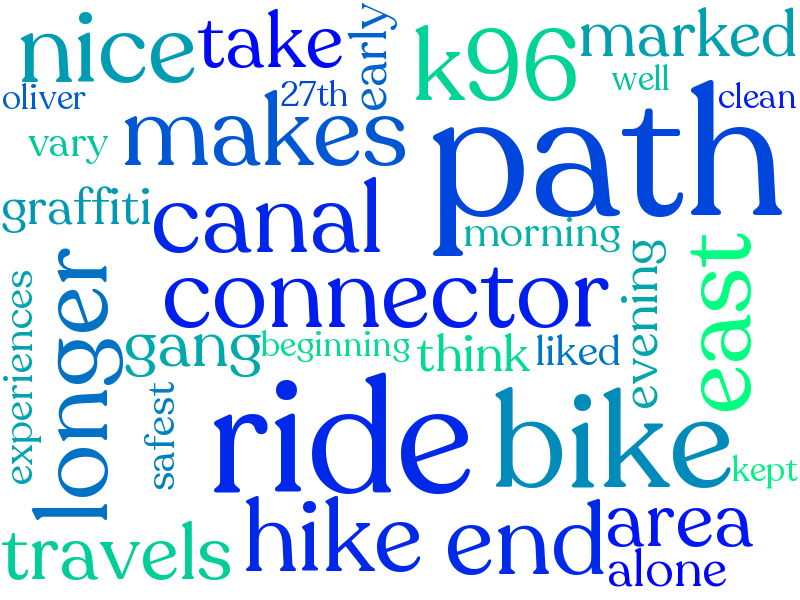 nice
take
early
k96
marked
oliver
27th
well
clean
vary
makes
path
graffiti
canal
morning
longer
connector
evening
east
experiences
gang
beginning
think
liked
safest
ride
bike
kept
travels
hike
end
area
alone